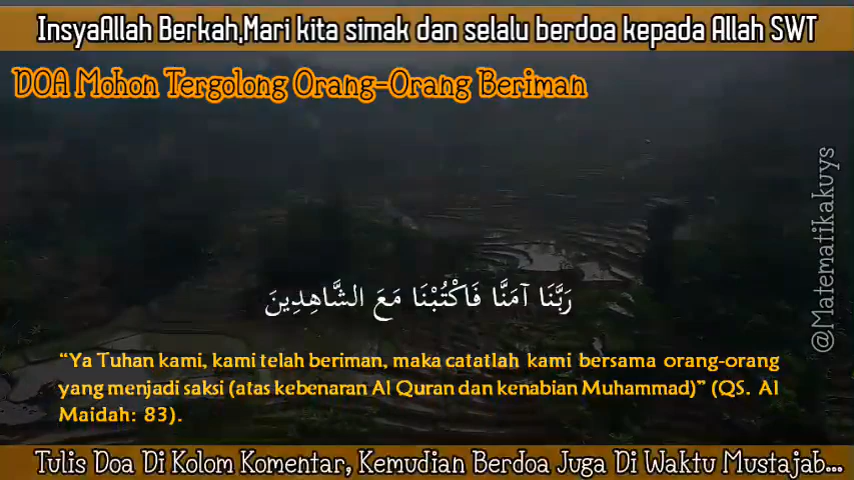 InsyaAllah Berkah,Mari kita simak dan selalu berdoa kepada Allah SWT
DOA Mohon Tergolong Orang-Orang Beriman
@Matematikakuys
رَبَّنَا آمَنَّا فَاكْتُبْنَا مَعَ الشَّاهِدِينَ
“Ya Tuhan kami, kami telah beriman, maka catatlah kami bersama orang-orang
yang menjadi saksi (atas kebenaran Al Quran dan kenabian Muhammad)” (QS. Al
Maidah: 83).
Tulis Doa Di Kolom Komentar, Kemudian Berdoa Juga Di Waktu Mustajab...